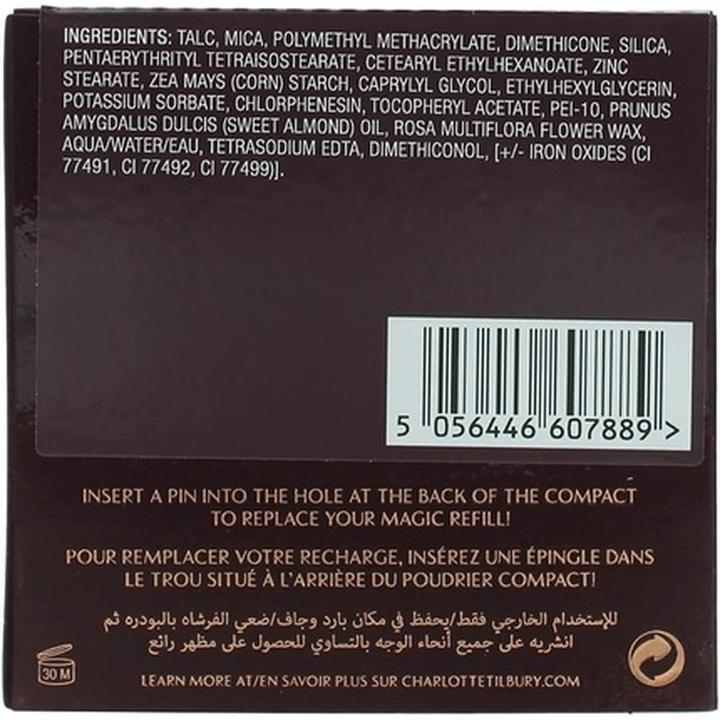 INGREDIENTS: TALC, MICA, POLYMETHYL METHACRYLATE, DIMETHICONE, SILICA,
PENTAERYTHRITYL TETRAISOSTEARATE, CETEARYL ETHYLHEXANOATE, ZINC
STEARATE, ZEA MAYS (CORN) STARCH, CAPRYLYL GLYCOL, ETHYLHEXYLGLYCERIN,
POTASSIUM SORBATE, CHLORPHENESIN, TOCOPHERYL ACETATE, PEI-10, PRUNUS
AMYGDALUS DULCIS (SWEET ALMOND) OIL, ROSA MULTIFLORA FLOWER WAX,
AQUA/WATER/EAU, TETRASODIUM EDTA, DIMETHICONOL, [+/- IRON OXIDES (CI
77491, CI 77492, CI 77499)].
5 056446 607889 >
INSERT A PIN INTO THE HOLE AT THE BACK OF THE COMPACT
TO REPLACE YOUR MAGIC REFILL!
POUR REMPLACER VOTRE RECHARGE, INSÉREZ UNE ÉPINGLE DANS
LE TROU SITUÉ À L'ARRIÈRE DU POUDRIER COMPACT!
للإستخدام الخارجي فقط/يحفظ في مكان بارد وجاف/ضعي الفرشاه بالبودره ثم
انشريه على جميع أنحاء الوجه بالتساوي للحصول على مظهر رائع
30 M
LEARN MORE AT/EN SAVOIR PLUS SUR CHARLOTTETILBURY.COM